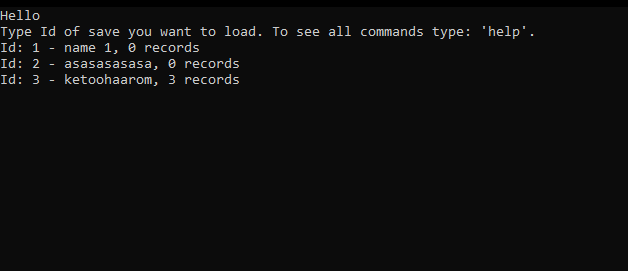 Hello
Type Id of save you want to load. To see all commands type: 'help'.
Id: 1 - name 1, 0 records
Id: 2 - asasasasasa, 0 records
Id: 3 - ketoohaarom, 3 records